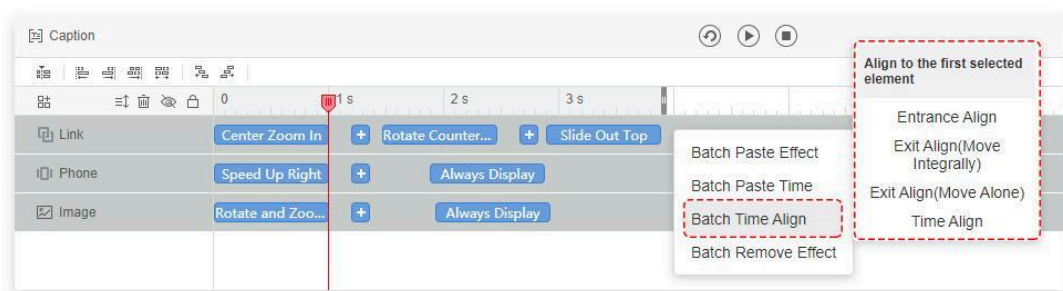 Caption
Align to the first selected
element
0
1 s
2 s
3 s
Entrance Align
Link
Center Zoom In
Rotate Counter...
Slide Out Top
Exit Align(Move
Integrally)
Batch Paste Effect
Phone
Speed Up Right
Always Display
Batch Paste Time
Exit Align(Move Alone)
Image
Rotate and Zoo...
Always Display
Batch Time Align
Time Align
Batch Remove Effect